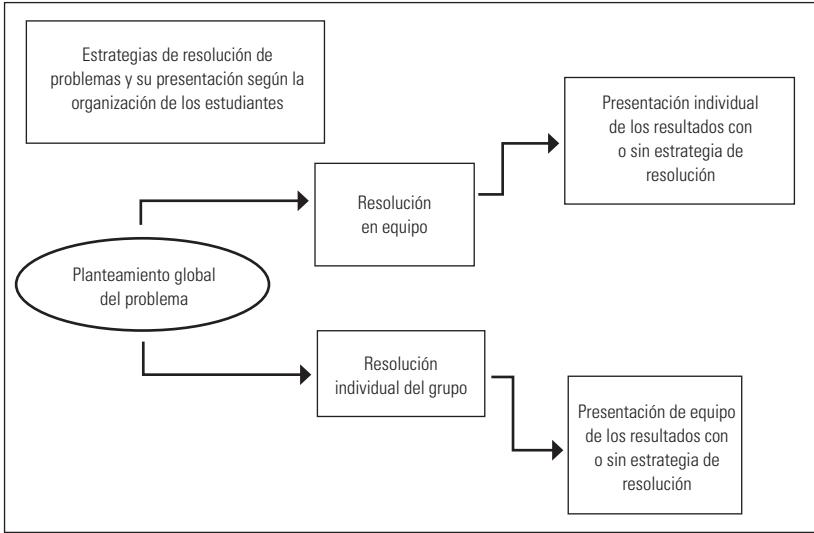 Estrategias de resolución de
problemas y su presentación según la
organización de los estudiantes
Presentación individual
de los resultados con
o sin estrategia de
resolución
Resolución
en equipo
Planteamiento global
del problema
Resolución
individual del grupo
Presentación de equipo
de los resultados con
o sin estrategia de
resolución